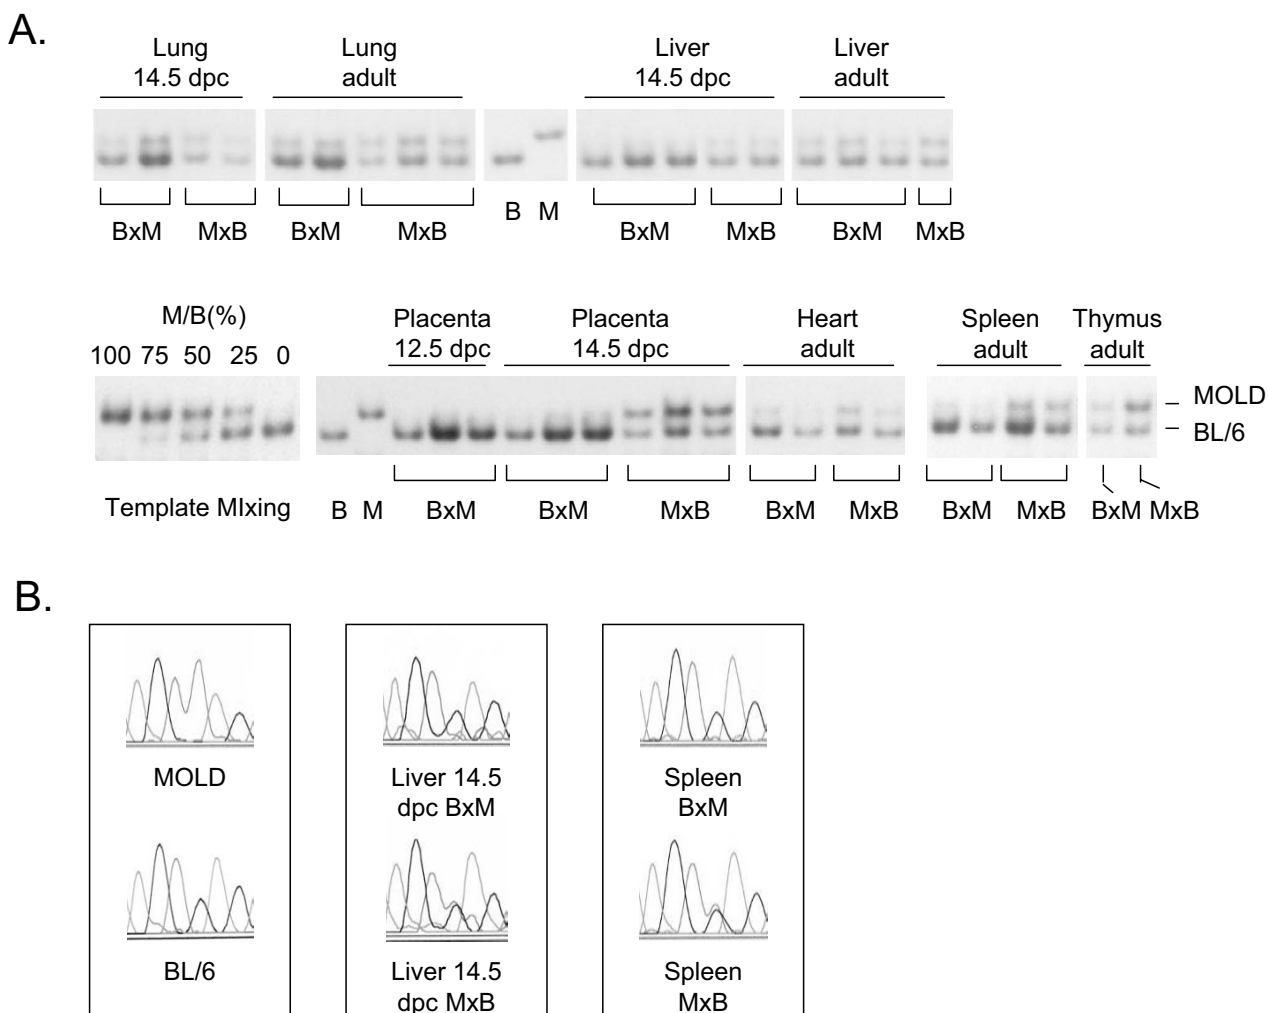 A.
Lung 14.5 dpc
Lung adult
Liver 14.5 dpc
Liver adult
BxM MxB BxM MxB B M BxM MxB BxM MxB
M/B(%)
100 75 50 25 0
Placenta 12.5 dpc
Placenta 14.5 dpc
Heart adult
Spleen adult
Thymus adult
MOLD
BL/6
Template MIxing B M BxM BxM MxB BxM MxB BxM MxB BxM MxB
B.
MOLD
Liver 14.5
dpc BxM
Spleen
BxM
BL/6
Liver 14.5
dpc MxB
Spleen
MxB